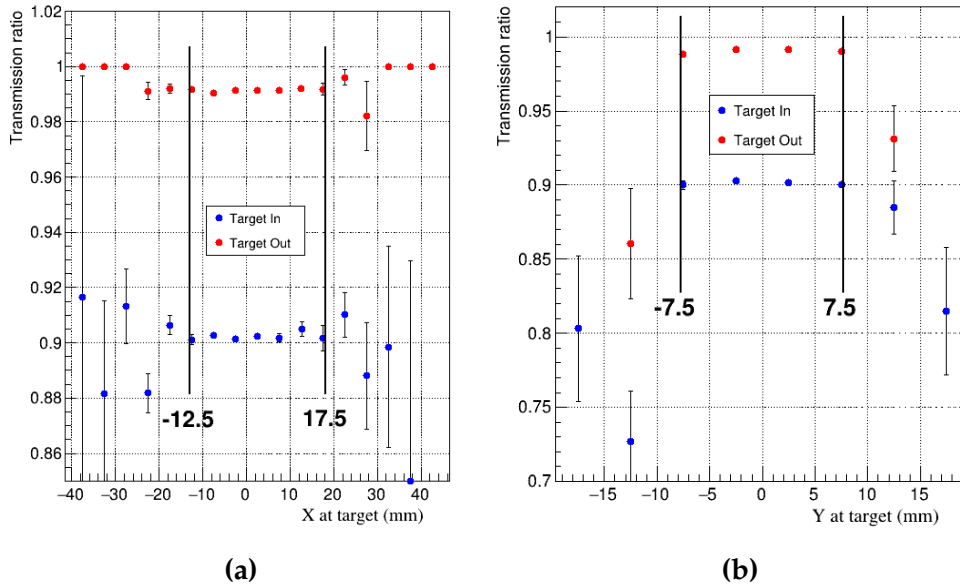 Transmission ratio
1.02
1
0.98
0.96
0.94
0.92
0.9
0.88
0.86
Target In
Target Out
-12.5
17.5
−40 −30 −20 −10 0 10 20 30 40
X at target (mm)
(a)
Transmission ratio
1
0.95
0.9
0.85
0.8
0.75
0.7
Target In
Target Out
-7.5
7.5
−15 −10 −5 0 5 10 15
Y at target (mm)
(b)